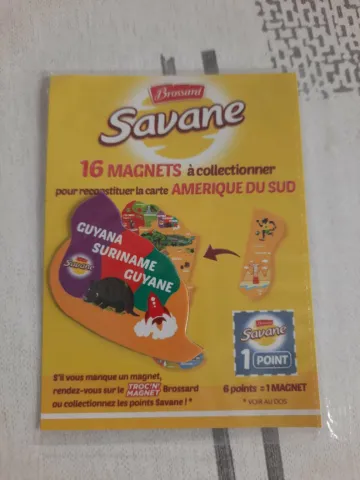 Brossard
Savane
16 MAGNETS à collectionner
pour reconstituer la carte AMERIQUE DU SUD
GUYANA
SURINAME
GUYANE
Savane
Brossard
Savane
1 POINT
S'il vous manque un magnet,
rendez-vous sur le TROC'N' MAGNET Brossard
ou collectionnez les points Savane ! *
6 points = 1 MAGNET
* VOIR AU DOS